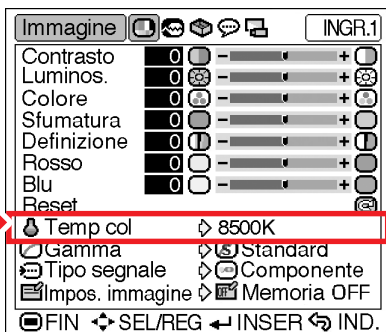 Immagine INGR.1
Contrasto 0 - +
Luminos. 0 - +
Colore 0 - +
Sfumatura 0 - +
Definizione 0 - +
Rosso 0 - +
Blu 0 - +
Reset
Temp col 8500K
Gamma Standard
Tipo segnale Componente
Impos. immagine OFF Memoria OFF
FIN SEL/REG INSER IND.